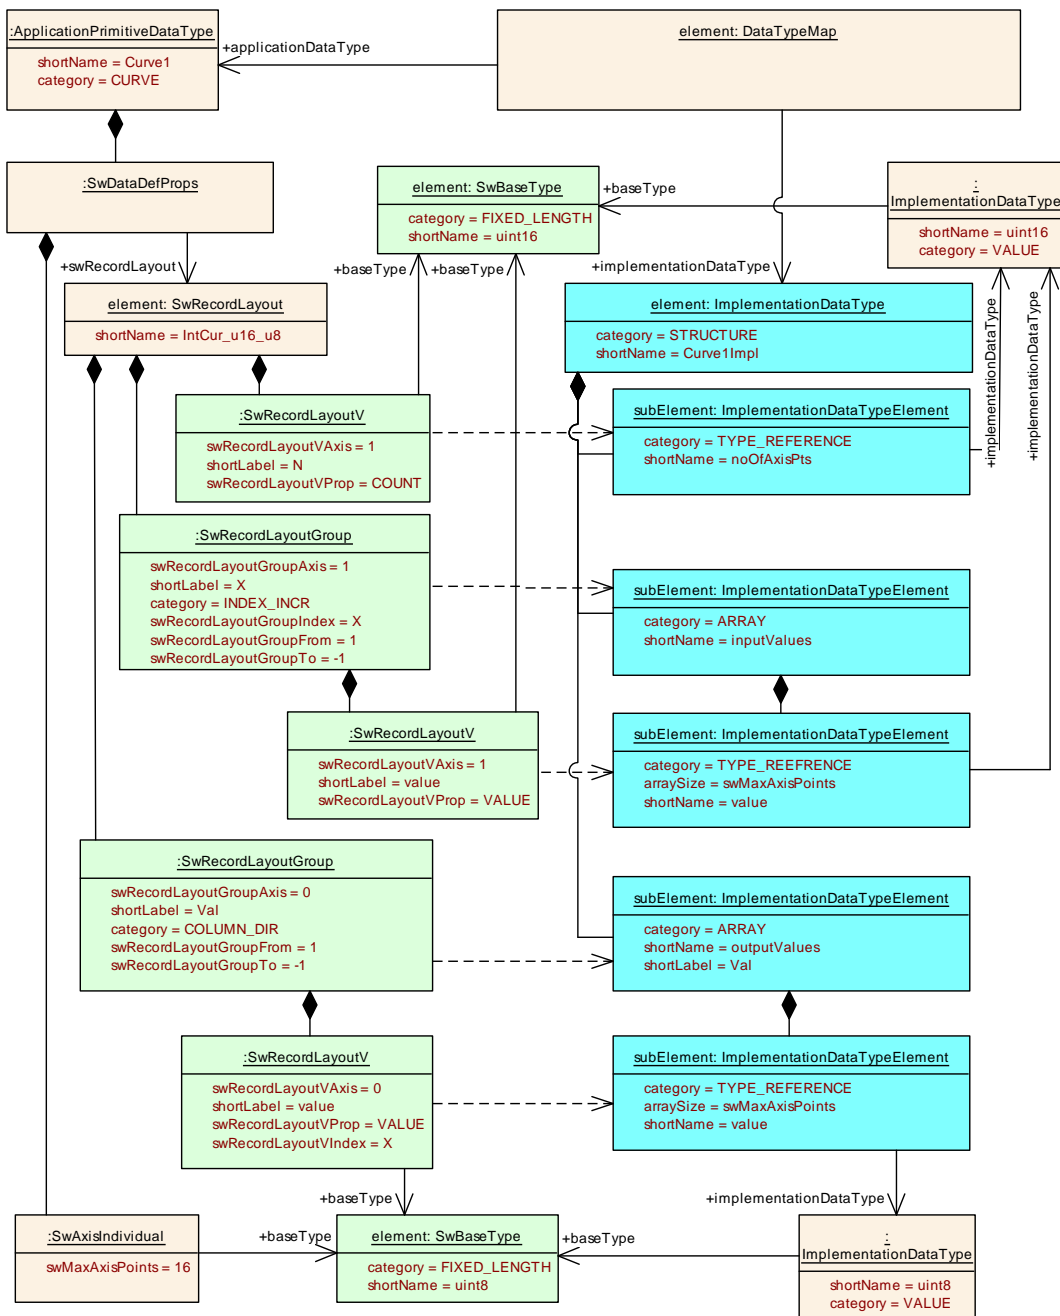 :ApplicationPrimitiveDataType
shortName = Curve1
category = CURVE
+applicationDataType
element: DataTypeMap
:SwDataDefProps
element: SwBaseType
category = FIXED_LENGTH
shortName = uint16
+baseType
:
ImplementationDataType
shortName = uint16
category = VALUE
+swRecordLayout
+baseType
+baseType
+implementationDataType
element: SwRecordLayout
shortName = IntCur_u16_u8
element: ImplementationDataType
category = STRUCTURE
shortName = Curve1Impl
+implementationDataType
+implementationDataType
:SwRecordLayoutV
swRecordLayoutVAxis = 1
shortLabel = N
swRecordLayoutVProp = COUNT
subElement: ImplementationDataTypeElement
category = TYPE_REFERENCE
shortName = noOfAxisPts
:SwRecordLayoutGroup
swRecordLayoutGroupAxis = 1
shortLabel = X
category = INDEX_INCR
swRecordLayoutGroupIndex = X
swRecordLayoutGroupFrom = 1
swRecordLayoutGroupTo = -1
subElement: ImplementationDataTypeElement
category = ARRAY
shortName = inputValues
:SwRecordLayoutV
swRecordLayoutVAxis = 1
shortLabel = value
swRecordLayoutVProp = VALUE
subElement: ImplementationDataTypeElement
category = TYPE_REEFRENCE
arraySize = swMaxAxisPoints
shortName = value
:SwRecordLayoutGroup
swRecordLayoutGroupAxis = 0
shortLabel = Val
category = COLUMN_DIR
swRecordLayoutGroupFrom = 1
swRecordLayoutGroupTo = -1
subElement: ImplementationDataTypeElement
category = ARRAY
shortName = outputValues
shortLabel = Val
:SwRecordLayoutV
swRecordLayoutVAxis = 0
shortLabel = value
swRecordLayoutVProp = VALUE
swRecordLayoutVIndex = X
subElement: ImplementationDataTypeElement
category = TYPE_REFERENCE
arraySize = swMaxAxisPoints
shortName = value
+baseType
+implementationDataType
:SwAxisIndividual
swMaxAxisPoints = 16
+baseType
element: SwBaseType
category = FIXED_LENGTH
shortName = uint8
+baseType
:
ImplementationDataType
shortName = uint8
category = VALUE